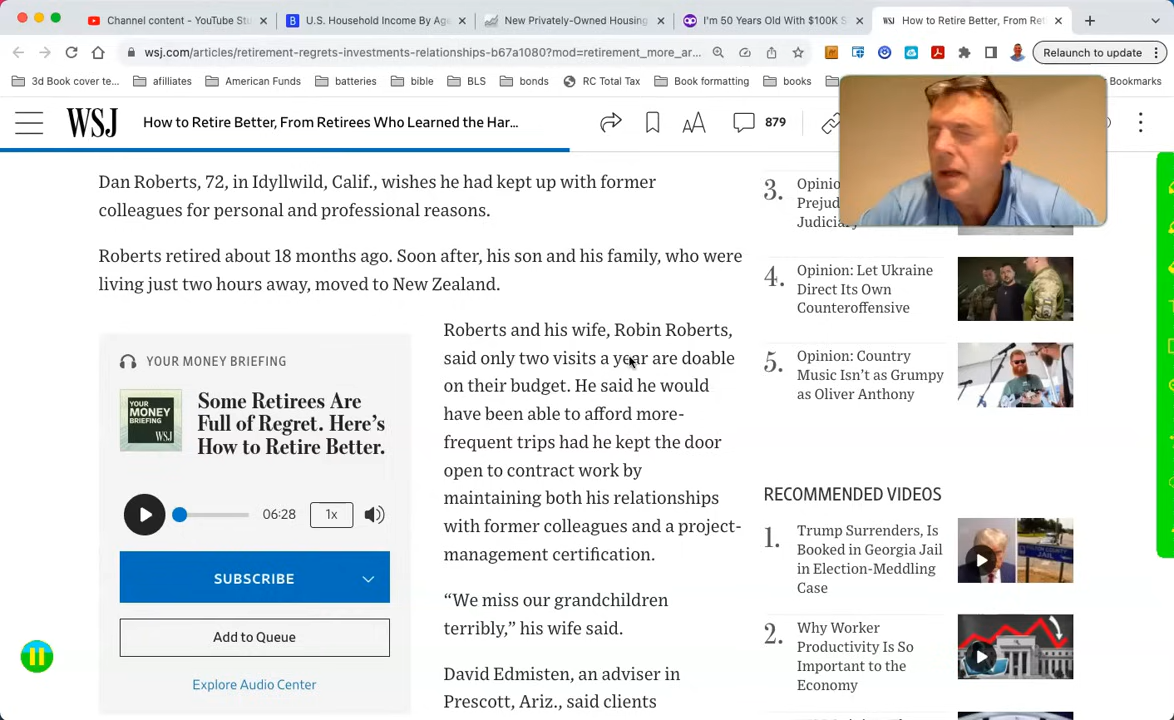 Channel content - YouTube Stu
U.S. Household Income By Age
New Privately-Owned Housing
I'm 50 Years Old With $100K S
How to Retire Better, From Ret
wsj.com/articles/retirement-regrets-investments-relationships-b67a1080?mod=retirement_more_ar...
Relaunch to update
3d Book cover te...
afiilliates
American Funds
batteries
bible
BLS
bonds
RC Total Tax
Book formatting
books
Bookmarks
WSJ
How to Retire Better, From Retirees Who Learned the Har...
879
Dan Roberts, 72, in Idyllwild, Calif., wishes he had kept up with former
colleagues for personal and professional reasons.
Roberts retired about 18 months ago. Soon after, his son and his family, who were
living just two hours away, moved to New Zealand.
YOUR MONEY BRIEFING
YOUR
MONEY
BRIEFING
WSJ
Some Retirees Are
Full of Regret. Here's
How to Retire Better.
06:28
1x
SUBSCRIBE
Add to Queue
Explore Audio Center
Roberts and his wife, Robin Roberts,
said only two visits a year are doable
on their budget. He said he would
have been able to afford more-
frequent trips had he kept the door
open to contract work by
maintaining both his relationships
with former colleagues and a project-
management certification.
“We miss our grandchildren
terribly,” his wife said.
David Edmisten, an adviser in
Prescott, Ariz., said clients
3.
Opinio
Prejud
Judiciary
4.
Opinion: Let Ukraine
Direct Its Own
Counteroffensive
5.
Opinion: Country
Music Isn't as Grumpy
as Oliver Anthony
RECOMMENDED VIDEOS
1.
Trump Surrenders, Is
Booked in Georgia Jail
in Election-Meddling
Case
2.
Why Worker
Productivity Is So
Important to the
Economy